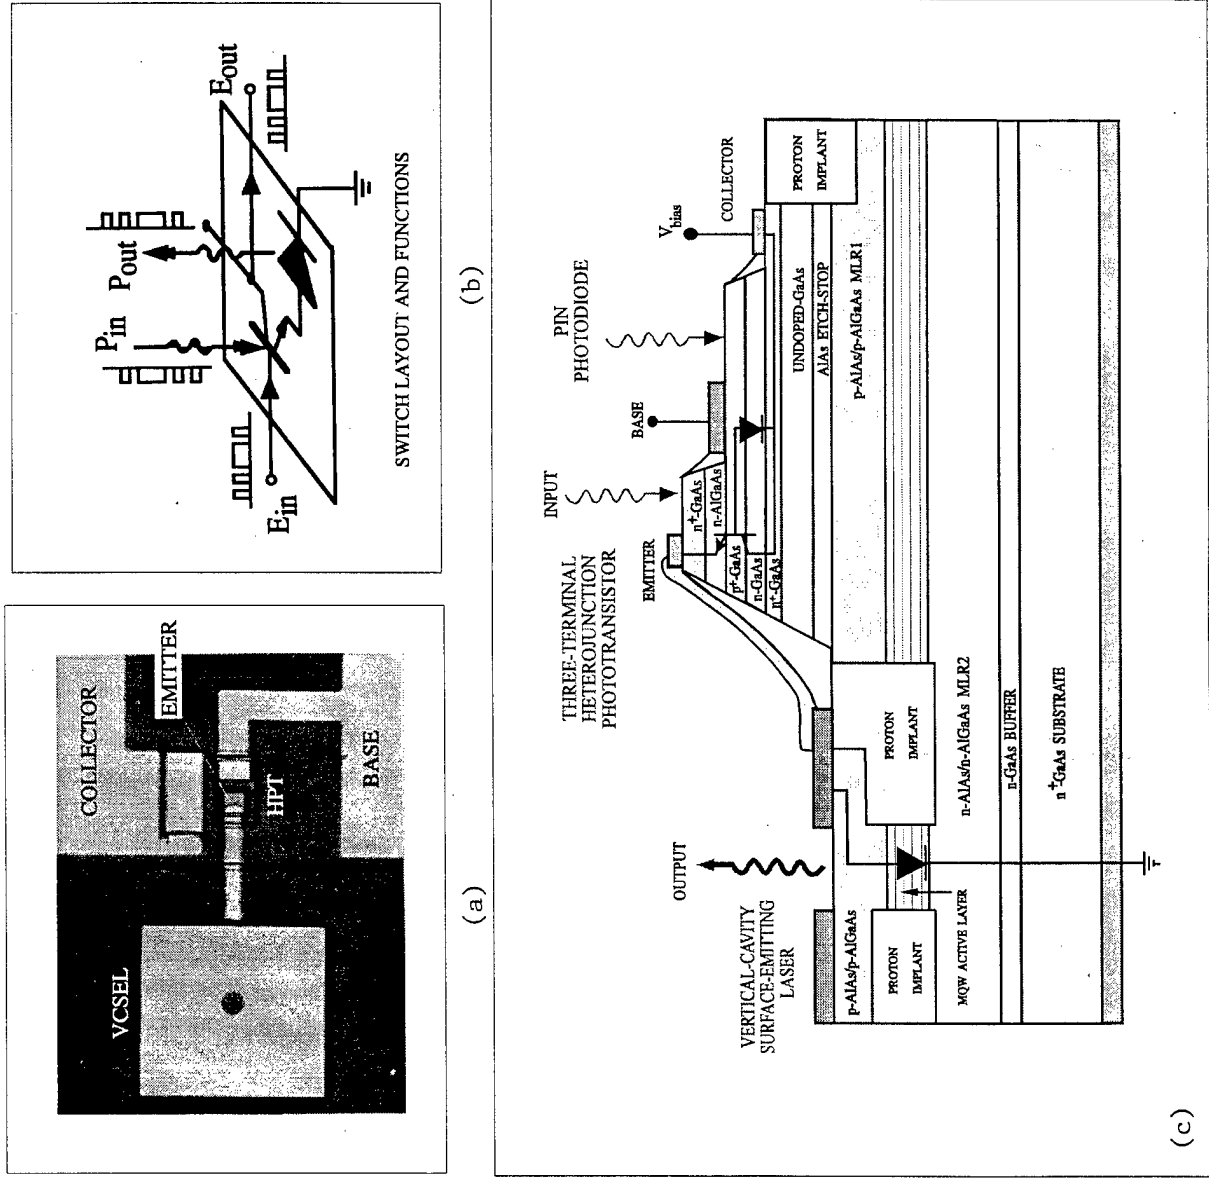 COLLECTOR
EMITTER
VCSEL
HPT
BASE
(a)
Pin
Pout
Ein
Eout
SWITCH LAYOUT AND FUNCTIONS
(b)
THREE-TERMINAL
HETEROJUNCTION
PHOTOTRANSISTOR
INPUT
PIN
PHOTODIODE
EMITTER
BASE
Vbias
COLLECTOR
n+-GaAs
n-AlGaAs
p+-GaAs
n-GaAs
n+-GaAs
UNDOPED-GaAs
AlAs ETCH-STOP
p-AlAs/p-AlGaAs MLR1
PROTON
IMPLANT
VERTICAL-CAVITY
SURFACE-EMITTING
LASER
OUTPUT
p-AlAs/p-AlGaAs
PROTON
IMPLANT
PROTON
IMPLANT
MQW ACTIVE LAYER
n-AlAs/n-AlGaAs MLR2
n-GaAs BUFFER
n+GaAs SUBSTRATE
(c)